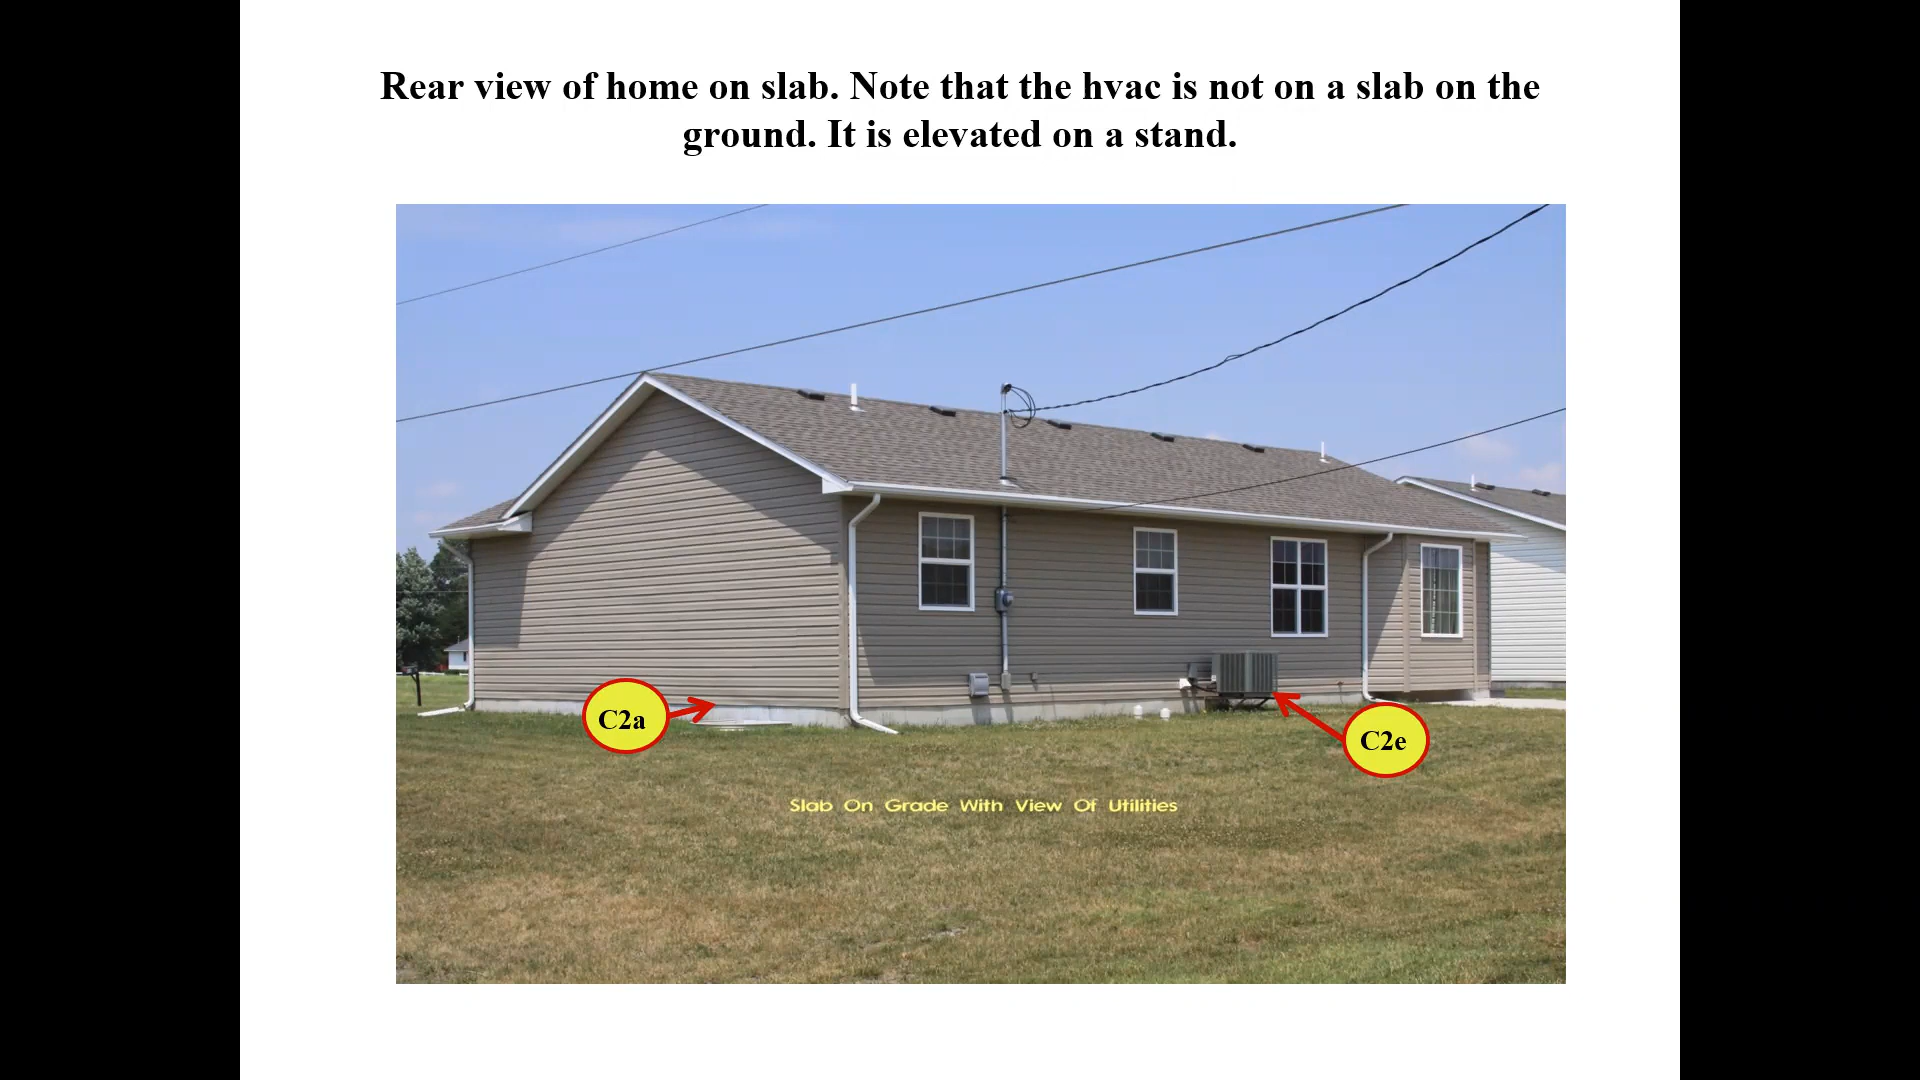 Rear view of home on slab. Note that the hvac is not on a slab on the
ground. It is elevated on a stand.
C2a
C2e
Slab On Grade With View Of Utilities